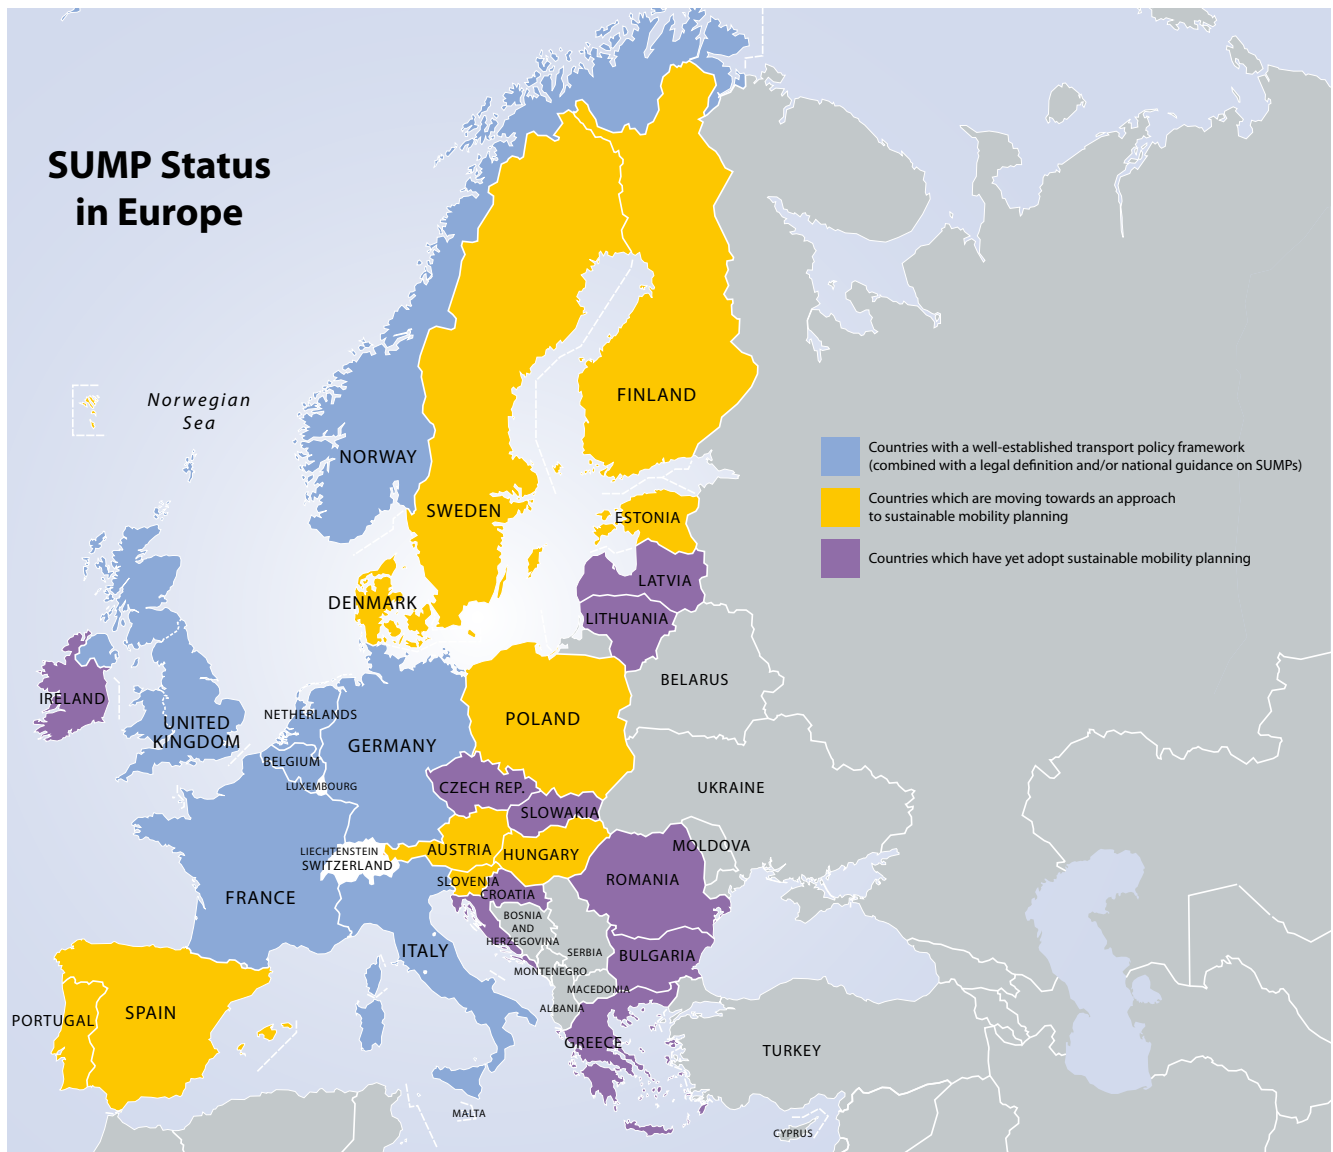 SUMP Status
in Europe
Norwegian
Sea
FINLAND
NORWAY
SWEDEN
ESTONIA
Countries with a well-established transport policy framework
(combined with a legal definition and/or national guidance on SUMPs)
Countries which are moving towards an approach
to sustainable mobility planning
Countries which have yet adopt sustainable mobility planning
LATVIA
DENMARK
LITHUANIA
BELARUS
IRELAND
NETHERLANDS
UNITED
KINGDOM
POLAND
GERMANY
BELGIUM
LUXEMBOURG
CZECH REP.
UKRAINE
SLOWAKIA
LIECHTENSTEIN
SWITZERLAND
AUSTRIA
HUNGARY
MOLDOVA
SLOVENIA
CROATIA
ROMANIA
FRANCE
BOSNIA
AND
HERZEGOVINA
ITALY
SERBIA
BULGARIA
MONTENEGRO
MACEDONIA
ALBANIA
PORTUGAL
SPAIN
GREECE
TURKEY
MALTA
CYPRUS